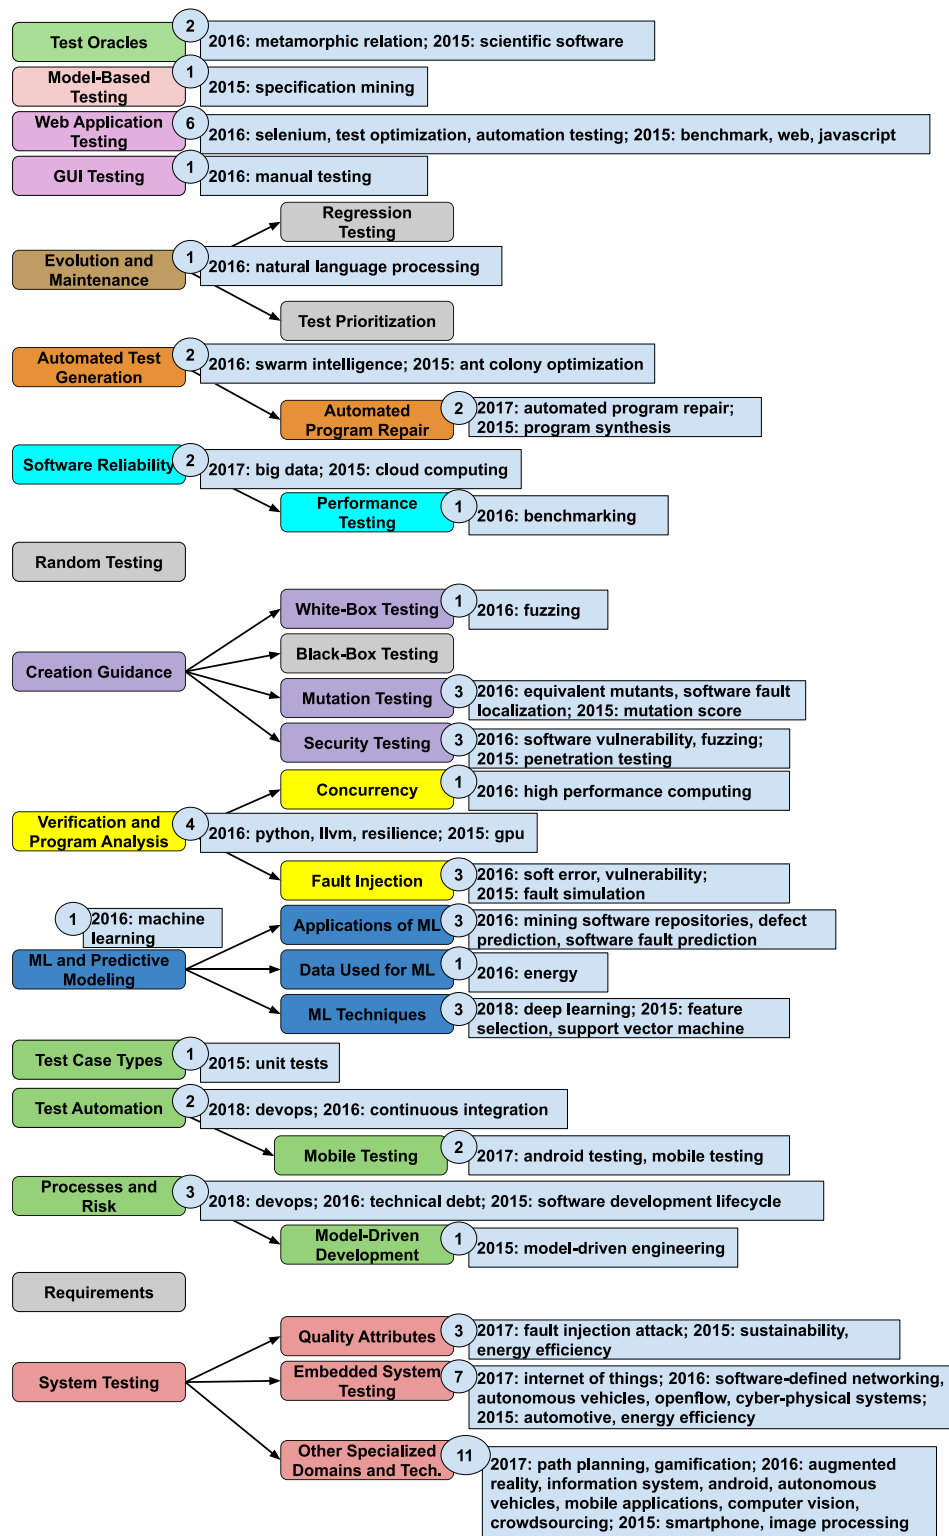 Test Oracles
2
2016: metamorphic relation; 2015: scientific software
Model-Based
Testing
1
2015: specification mining
Web Application
Testing
6
2016: selenium, test optimization, automation testing; 2015: benchmark, web, javascript
GUI Testing
1
2016: manual testing
Regression
Testing
Evolution and
Maintenance
1
2016: natural language processing
Test Prioritization
Automated Test
Generation
2
2016: swarm intelligence; 2015: ant colony optimization
Automated
Program Repair
2
2017: automated program repair;
2015: program synthesis
Software Reliability
2
2017: big data; 2015: cloud computing
Performance
Testing
1
2016: benchmarking
Random Testing
White-Box Testing
1
2016: fuzzing
Black-Box Testing
Creation Guidance
Mutation Testing
3
2016: equivalent mutants, software fault
localization; 2015: mutation score
Security Testing
3
2016: software vulnerability, fuzzing;
2015: penetration testing
Concurrency
1
2016: high performance computing
Verification and
Program Analysis
4
2016: python, llvm, resilience; 2015: gpu
Fault Injection
3
2016: soft error, vulnerability;
2015: fault simulation
1
2016: machine
learning
Applications of ML
3
2016: mining software repositories, defect
prediction, software fault prediction
ML and Predictive
Modeling
Data Used for ML
1
2016: energy
ML Techniques
3
2018: deep learning; 2015: feature
selection, support vector machine
Test Case Types
1
2015: unit tests
Test Automation
2
2018: devops; 2016: continuous integration
Mobile Testing
2
2017: android testing, mobile testing
Processes and
Risk
3
2018: devops; 2016: technical debt; 2015: software development lifecycle
Model-Driven
Development
1
2015: model-driven engineering
Requirements
Quality Attributes
3
2017: fault injection attack; 2015: sustainability,
energy efficiency
System Testing
Embedded System
Testing
7
2017: internet of things; 2016: software-defined networking,
autonomous vehicles, openflow, cyber-physical systems;
2015: automotive, energy efficiency
Other Specialized
Domains and Tech.
11
2017: path planning, gamification; 2016: augmented
reality, information system, android, autonomous
vehicles, mobile applications, computer vision,
crowdsourcing; 2015: smartphone, image processing